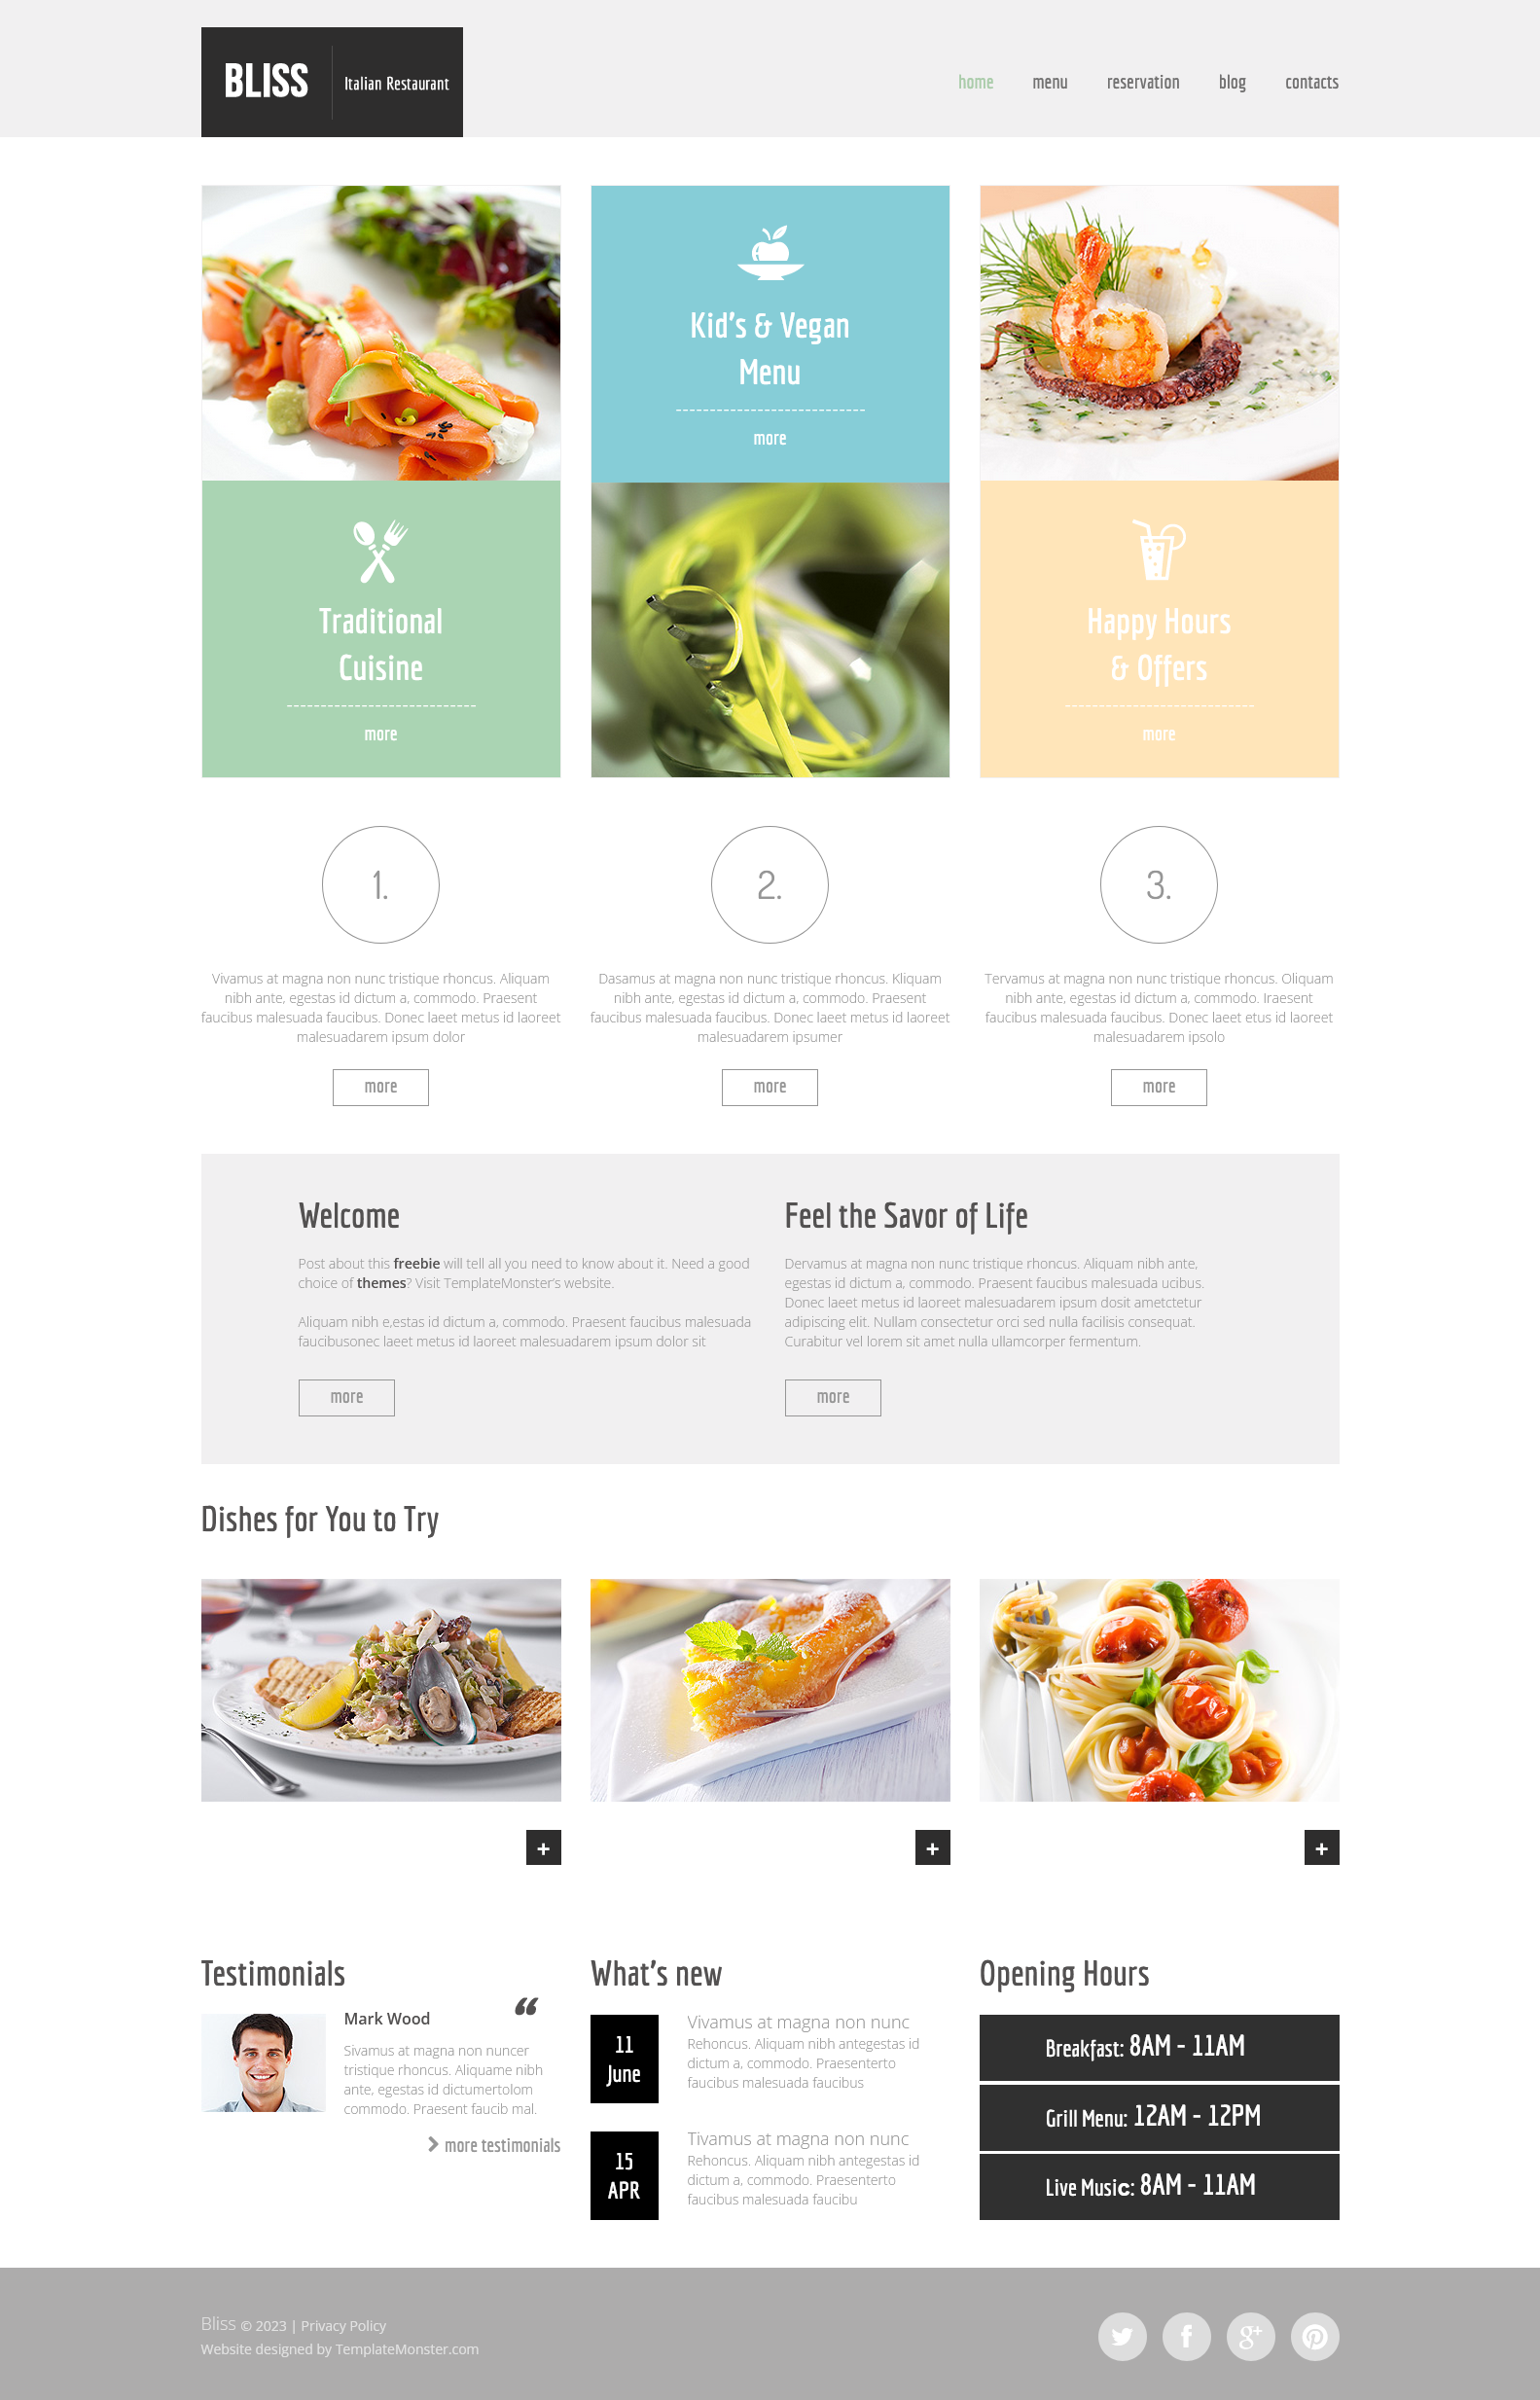 BLISS
Italian Restaurant
home
menu
reservation
blog
contacts
Kid's & Vegan
Menu
more
Traditional
Cuisine
more
Happy Hours
& Offers
more
1.
2.
3.
Vivamus at magna non nunc tristique rhoncus. Aliquam
nibh ante, egestas id dictum a, commodo. Praesent
faucibus malesuada faucibus. Donec laeet metus id laoreet
malesuadarem ipsum dolor
more
Dasamus at magna non nunc tristique rhoncus. Kliquam
nibh ante, egestas id dictum a, commodo. Praesent
faucibus malesuada faucibus. Donec laeet metus id laoreet
malesuadarem ipsumer
more
Tervamus at magna non nunc tristique rhoncus. Oliquam
nibh ante, egestas id dictum a, commodo. Iraesent
faucibus malesuada faucibus. Donec laeet etus id laoreet
malesuadarem ipsolo
more
Welcome
Post about this freebie will tell all you need to know about it. Need a good
choice of themes? Visit TemplateMonster's website.
Aliquam nibh e,estas id dictum a, commodo. Praesent faucibus malesuada
faucibusonec laeet metus id laoreet malesuadarem ipsum dolor sit
more
Feel the Savor of Life
Dervamus at magna non nunc tristique rhoncus. Aliquam nibh ante,
egestas id dictum a, commodo. Praesent faucibus malesuada ucibus.
Donec laeet metus id laoreet malesuadarem ipsum dosit ametctetur
adipiscing elit. Nullam consectetur orci sed nulla facilisis consequat.
Curabitur vel lorem sit amet nulla ullamcorper fermentum.
more
Dishes for You to Try
+
+
+
Testimonials
Mark Wood
“
Sivamus at magna non nuncer
tristique rhoncus. Aliquame nibh
ante, egestas id dictumertolom
commodo. Praesent faucib mal.
more testimonials
What's new
11
June
Vivamus at magna non nunc
Rehoncus. Aliquam nibh antegestas id
dictum a, commodo. Praesenterto
faucibus malesuada faucibus
15
APR
Tivamus at magna non nunc
Rehoncus. Aliquam nibh antegestas id
dictum a, commodo. Praesenterto
faucibus malesuada faucibu
Opening Hours
Breakfast: 8AM - 11AM
Grill Menu: 12AM - 12PM
Live Music: 8AM - 11AM
Bliss © 2023 | Privacy Policy
Website designed by TemplateMonster.com